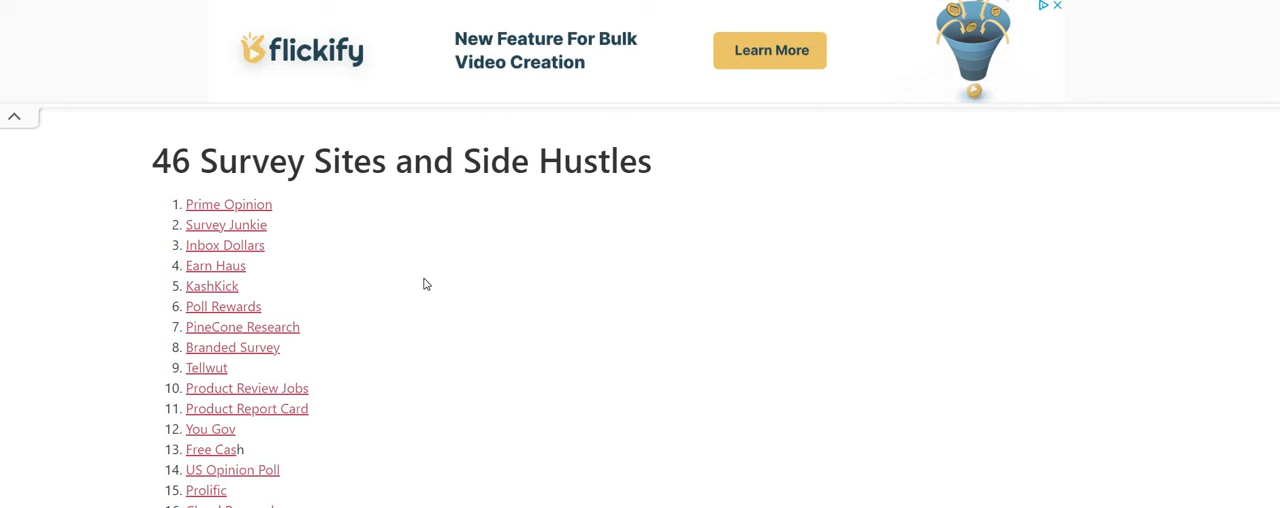 flickify
New Feature For Bulk
Video Creation
Learn More
46 Survey Sites and Side Hustles
1. Prime Opinion
2. Survey Junkie
3. Inbox Dollars
4. Earn Haus
5. KashKick
6. Poll Rewards
7. PineCone Research
8. Branded Survey
9. Tellwut
10. Product Review Jobs
11. Product Report Card
12. You Gov
13. Free Cash
14. US Opinion Poll
15. Prolific